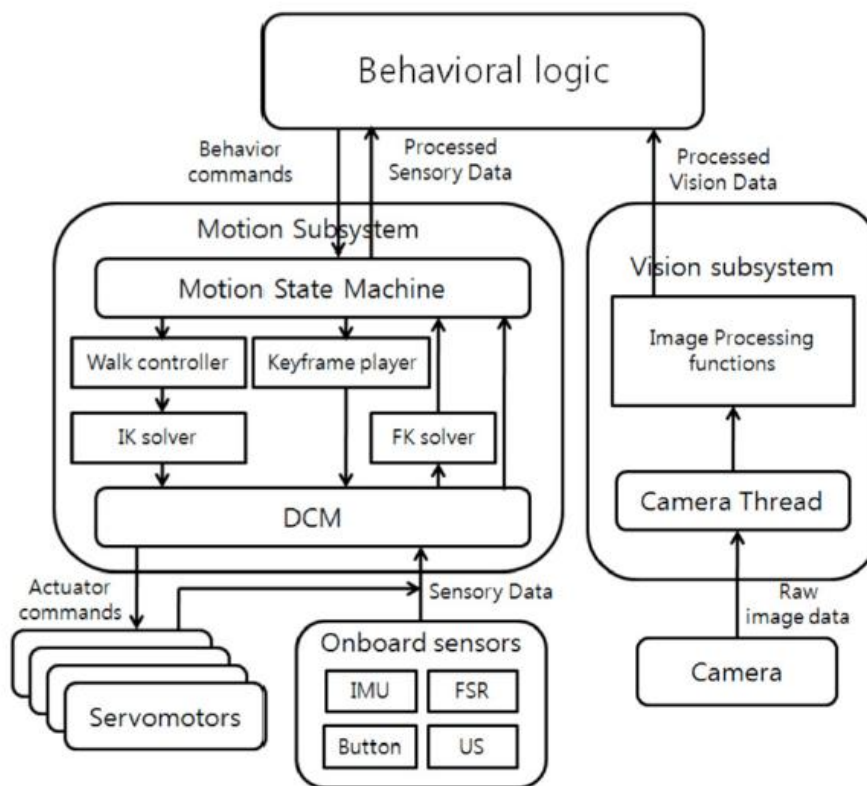 Behavioral logic
Behavior
commands
Processed
Sensory Data
Processed
Vision Data
Motion Subsystem
Motion State Machine
Walk controller
Keyframe player
IK solver
FK solver
DCM
Vision subsystem
Image Processing
functions
Camera Thread
Actuator
commands
Sensory Data
Raw
image data
Servomotors
Onboard sensors
IMU
FSR
Button
US
Camera